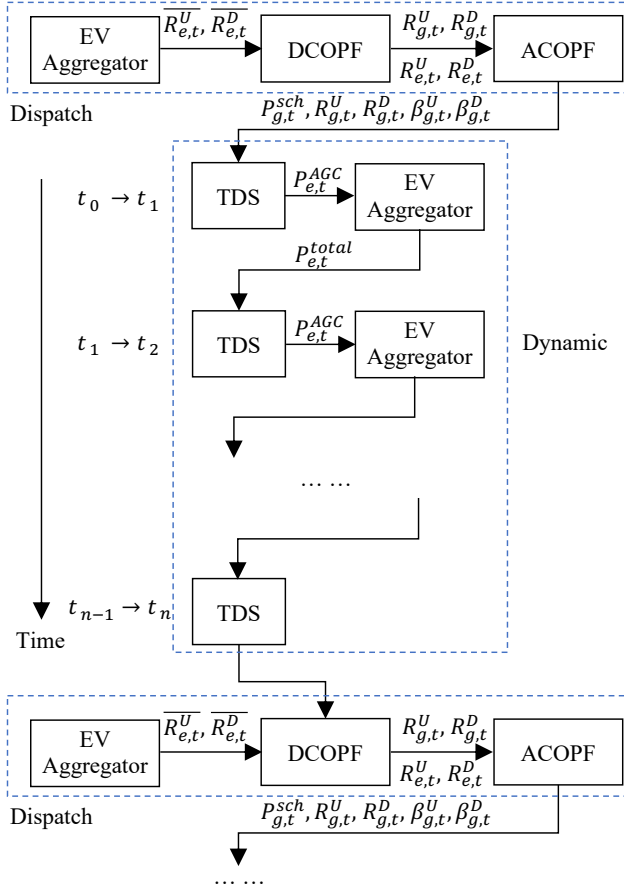 EV
Aggregator
$\overline{R_{e,t}^{U}}, \overline{R_{e,t}^{D}}$
DCOPF
$R_{g,t}^{U}, R_{g,t}^{D}$
$R_{e,t}^{U}, R_{e,t}^{D}$
ACOPF
Dispatch
$P_{g,t}^{sch}, R_{g,t}^{U}, R_{g,t}^{D}, \beta_{g,t}^{U}, \beta_{g,t}^{D}$
$t_0 \rightarrow t_1$
TDS
$P_{e,t}^{AGC}$
EV
Aggregator
$P_{e,t}^{total}$
$t_1 \rightarrow t_2$
TDS
$P_{e,t}^{AGC}$
EV
Aggregator
Dynamic
... ...
$t_{n-1} \rightarrow t_n$
TDS
Time
EV
Aggregator
$\overline{R_{e,t}^{U}}, \overline{R_{e,t}^{D}}$
DCOPF
$R_{g,t}^{U}, R_{g,t}^{D}$
$R_{e,t}^{U}, R_{e,t}^{D}$
ACOPF
Dispatch
$P_{g,t}^{sch}, R_{g,t}^{U}, R_{g,t}^{D}, \beta_{g,t}^{U}, \beta_{g,t}^{D}$
... ...